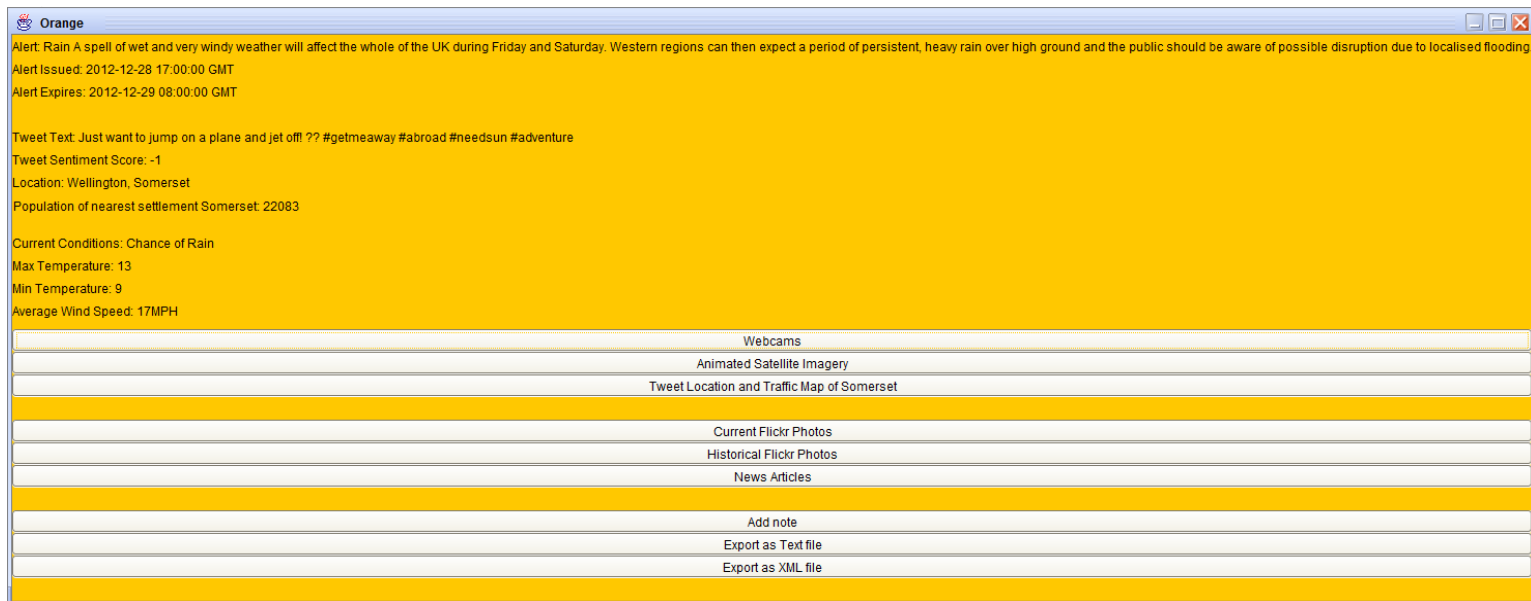 Orange
Alert: Rain A spell of wet and very windy weather will affect the whole of the UK during Friday and Saturday. Western regions can then expect a period of persistent, heavy rain over high ground and the public should be aware of possible disruption due to localised flooding
Alert Issued: 2012-12-28 17:00:00 GMT
Alert Expires: 2012-12-29 08:00:00 GMT
Tweet Text: Just want to jump on a plane and jet off! ?? #getmeaway #abroad #needsun #adventure
Tweet Sentiment Score: -1
Location: Wellington, Somerset
Population of nearest settlement Somerset: 22083
Current Conditions: Chance of Rain
Max Temperature: 13
Min Temperature: 9
Average Wind Speed: 17MPH
Webcams
Animated Satellite Imagery
Tweet Location and Traffic Map of Somerset
Current Flickr Photos
Historical Flickr Photos
News Articles
Add note
Export as Text file
Export as XML file